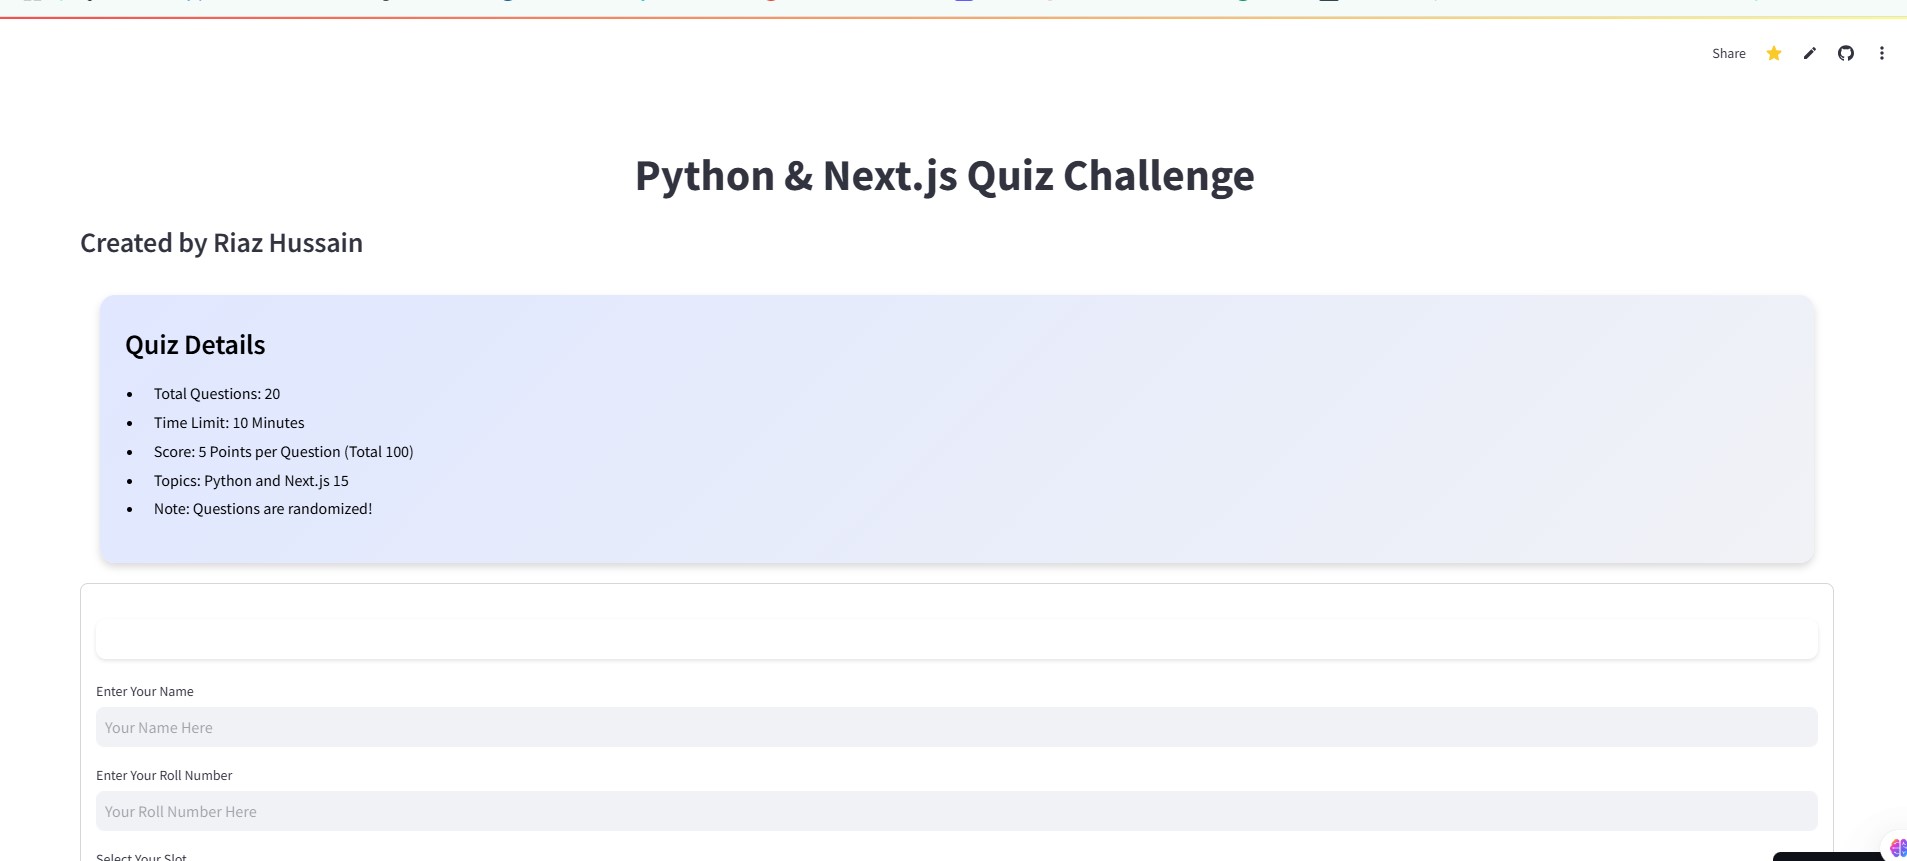 Share
Python & Next.js Quiz Challenge
Created by Riaz Hussain
Quiz Details
Total Questions: 20
Time Limit: 10 Minutes
Score: 5 Points per Question (Total 100)
Topics: Python and Next.js 15
Note: Questions are randomized!
Enter Your Name
Your Name Here
Enter Your Roll Number
Your Roll Number Here
Select Your Slot